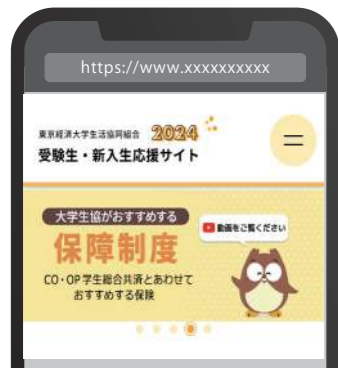 https://www.xxxxxxxxxx
東京経済大学生活協同組合 2024
受験生・新入生応援サイト
大学生協がおすすめする
保障制度
動画をご覧ください
CO・OP学生総合共済とあわせて
おすすめする保険